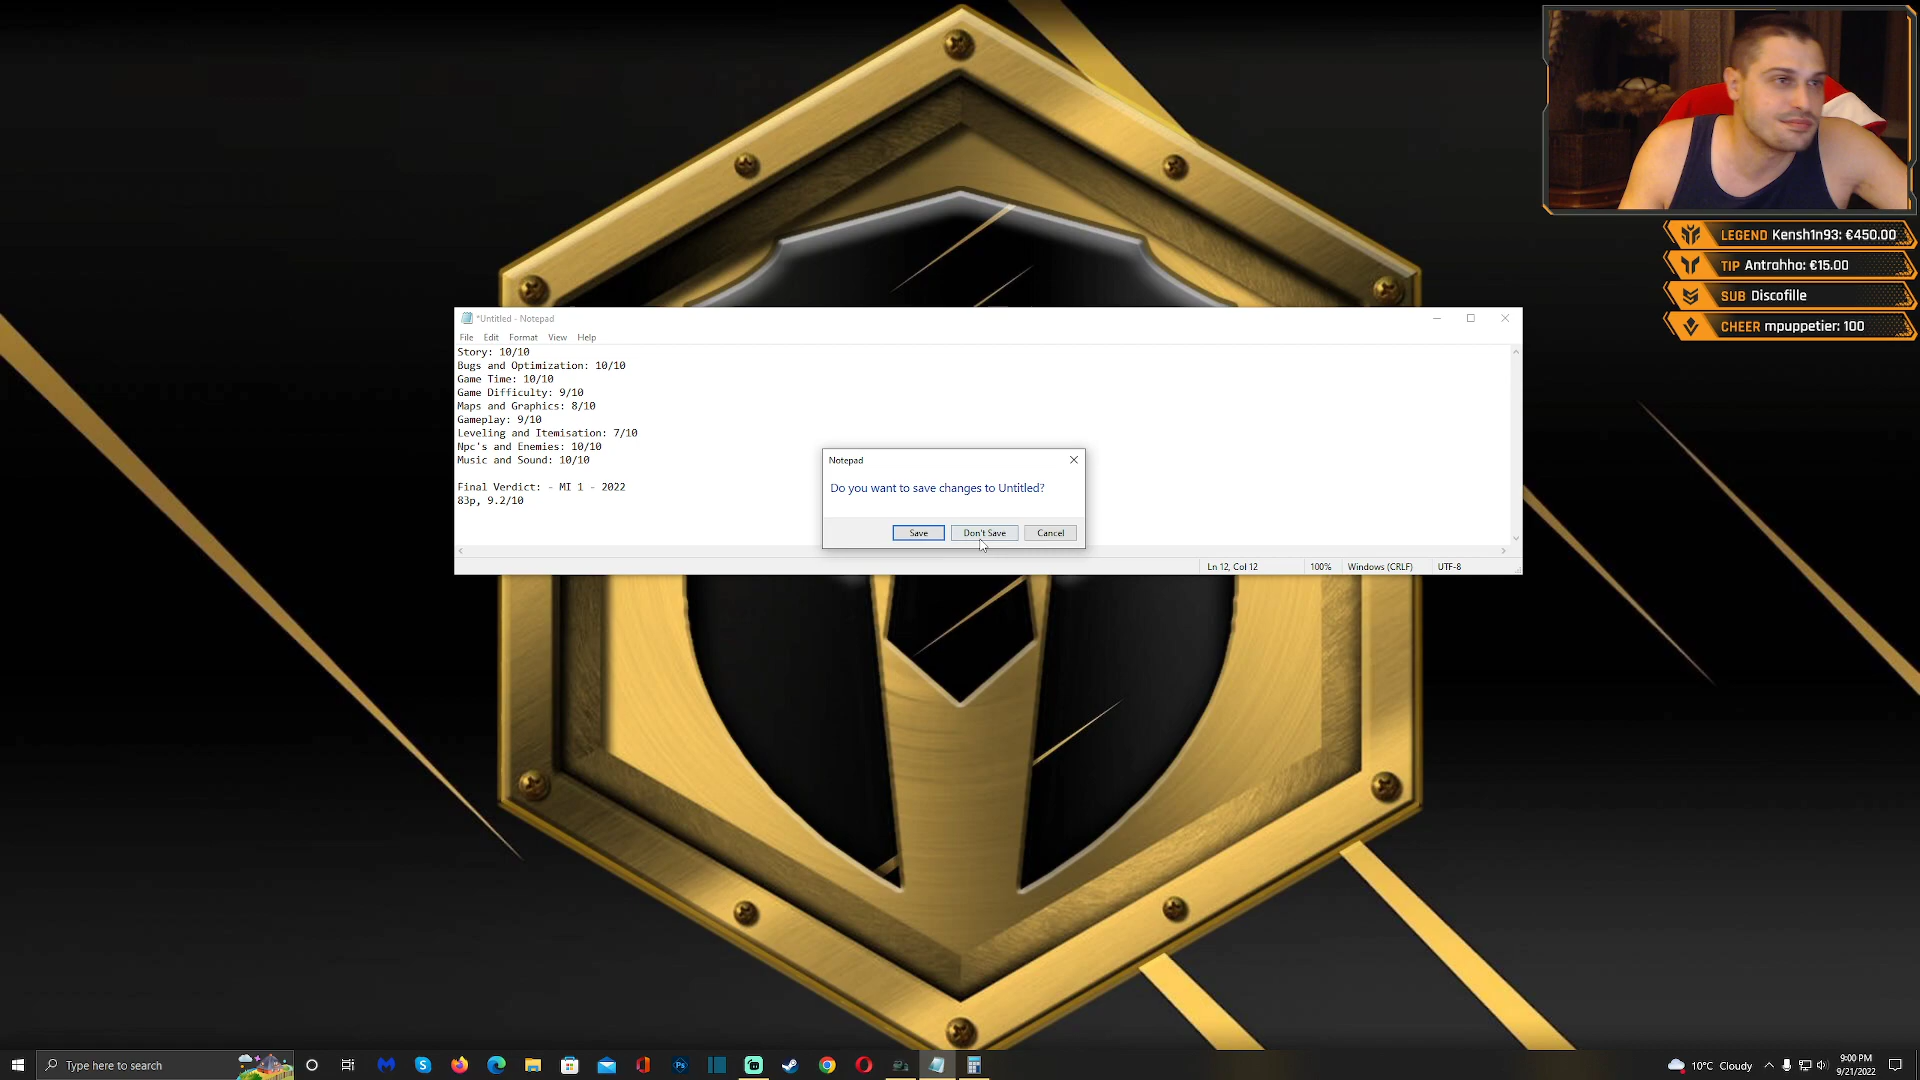 LEGEND Kensh1n93: €450.00
TIP Antrahho: €15.00
SUB Discofille
CHEER mpuppetier: 100
*Untitled - Notepad
File Edit Format View Help
Story: 10/10
Bugs and Optimization: 10/10
Game Time: 10/10
Game Difficulty: 9/10
Maps and Graphics: 8/10
Gameplay: 9/10
Leveling and Itemisation: 7/10
Npc's and Enemies: 10/10
Music and Sound: 10/10
Final Verdict: - MI 1 - 2022
83p, 9.2/10
Notepad
Do you want to save changes to Untitled?
Save Don't Save Cancel
Ln 12, Col 12 100% Windows (CRLF) UTF-8
Type here to search
10°C Cloudy
9:00 PM
9/21/2022